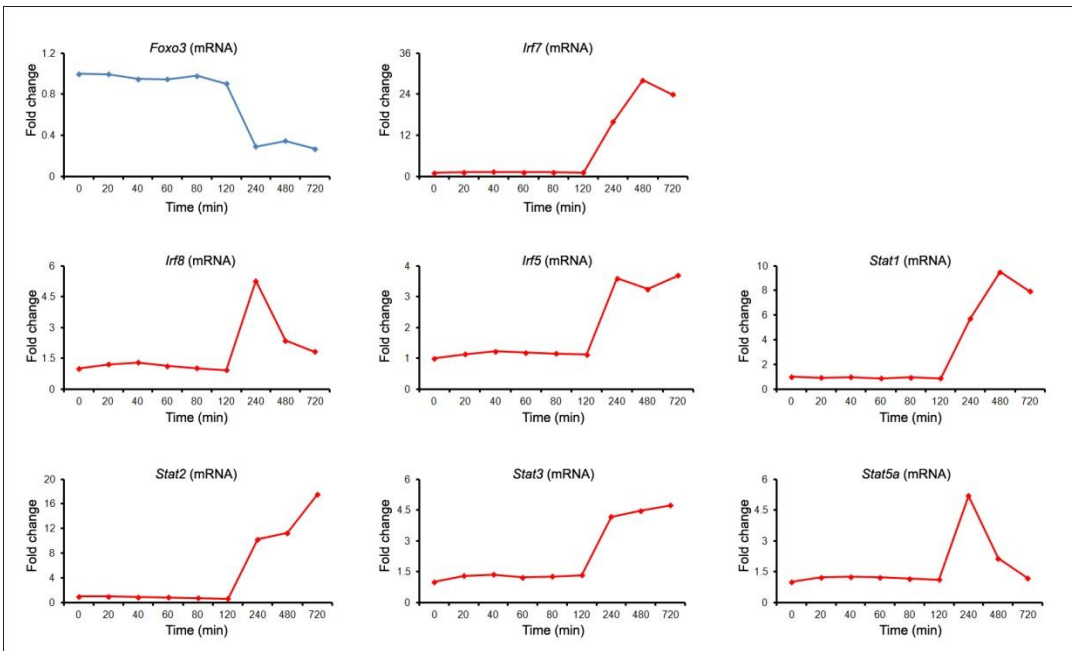 Foxo3 (mRNA)
Fold change
1.2
0.8
0.4
0
0 20 40 60 80 120 240 480 720
Time (min)
Irf7 (mRNA)
Fold change
36
24
12
0
0 20 40 60 80 120 240 480 720
Time (min)
Irf8 (mRNA)
Fold change
6
4.5
3
1.5
0
0 20 40 60 80 120 240 480 720
Time (min)
Irf5 (mRNA)
Fold change
4
3
2
1
0
0 20 40 60 80 120 240 480 720
Time (min)
Stat1 (mRNA)
Fold change
10
8
6
4
2
0
0 20 40 60 80 120 240 480 720
Time (min)
Stat2 (mRNA)
Fold change
20
16
12
8
4
0
0 20 40 60 80 120 240 480 720
Time (min)
Stat3 (mRNA)
Fold change
6
4.5
3
1.5
0
0 20 40 60 80 120 240 480 720
Time (min)
Stat5a (mRNA)
Fold change
6
4.5
3
1.5
0
0 20 40 60 80 120 240 480 720
Time (min)